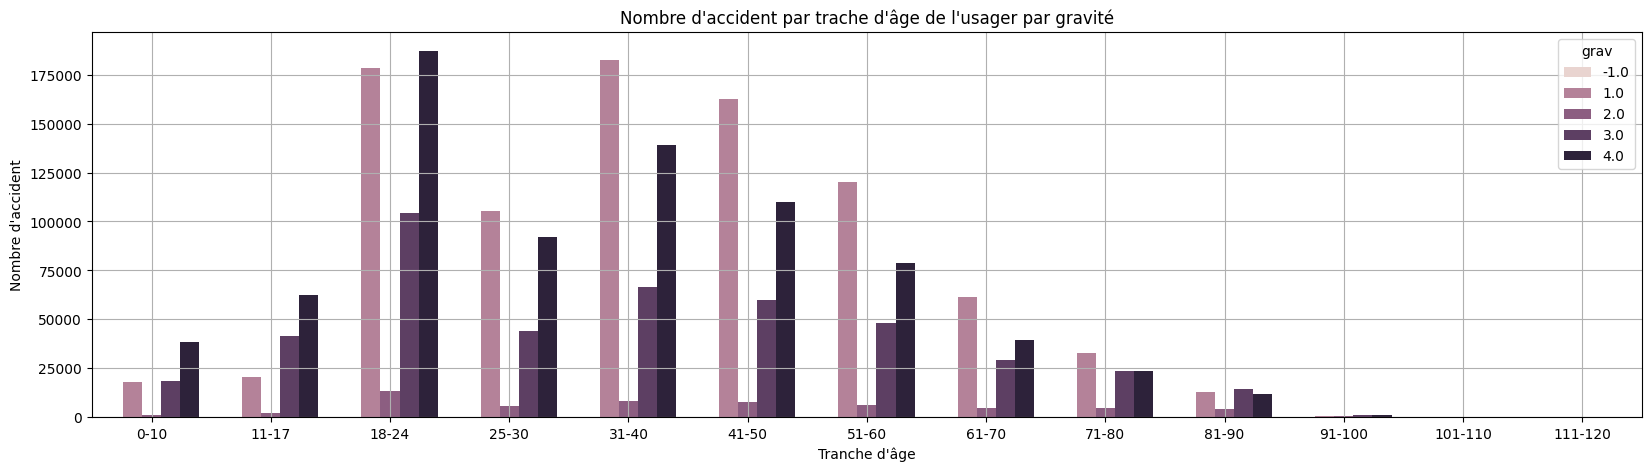 Nombre d'accident par trache d'âge de l'usager par gravité
grav
-1.0
1.0
2.0
3.0
4.0
Nombre d'accident
175000
150000
125000
100000
75000
50000
25000
0
0-10 11-17 18-24 25-30 31-40 41-50 51-60 61-70 71-80 81-90 91-100 101-110 111-120
Tranche d'âge